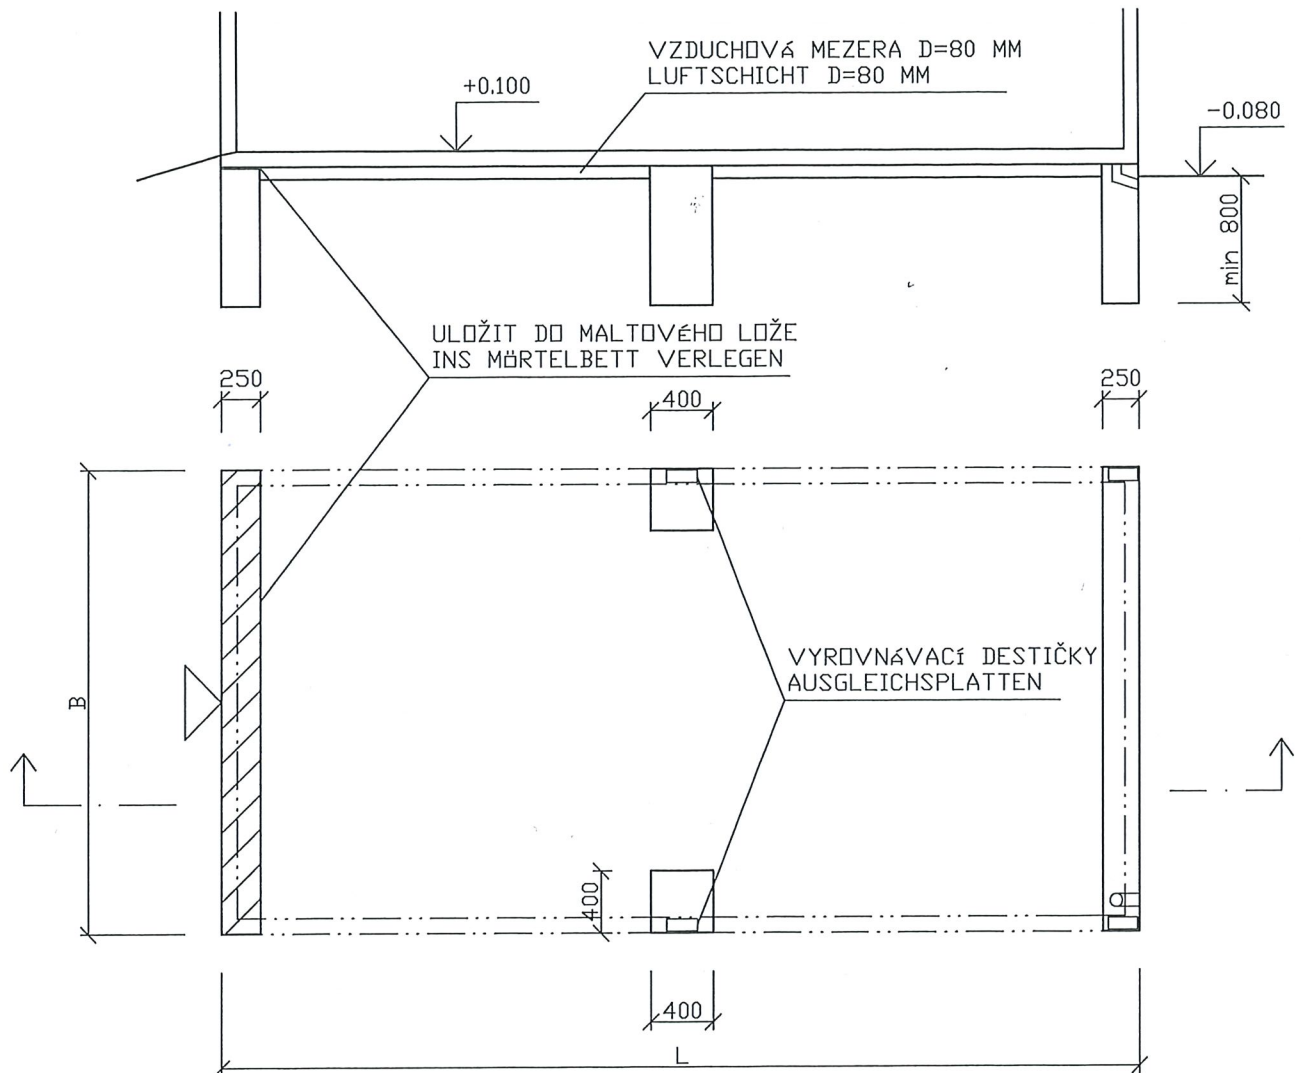 VZDUCHOVÁ MEZERA D=80 MM
LUFTSCHICHT D=80 MM
+0.100
-0.080
min 800
ULOŽIT DO MALTOVÉHO LOŽE
INS MÖRTELBETT VERLEGEN
250
400
250
VYROVNÁVACÍ DESTIČKY
AUSGLEICHSPLATTEN
B
400
400
L